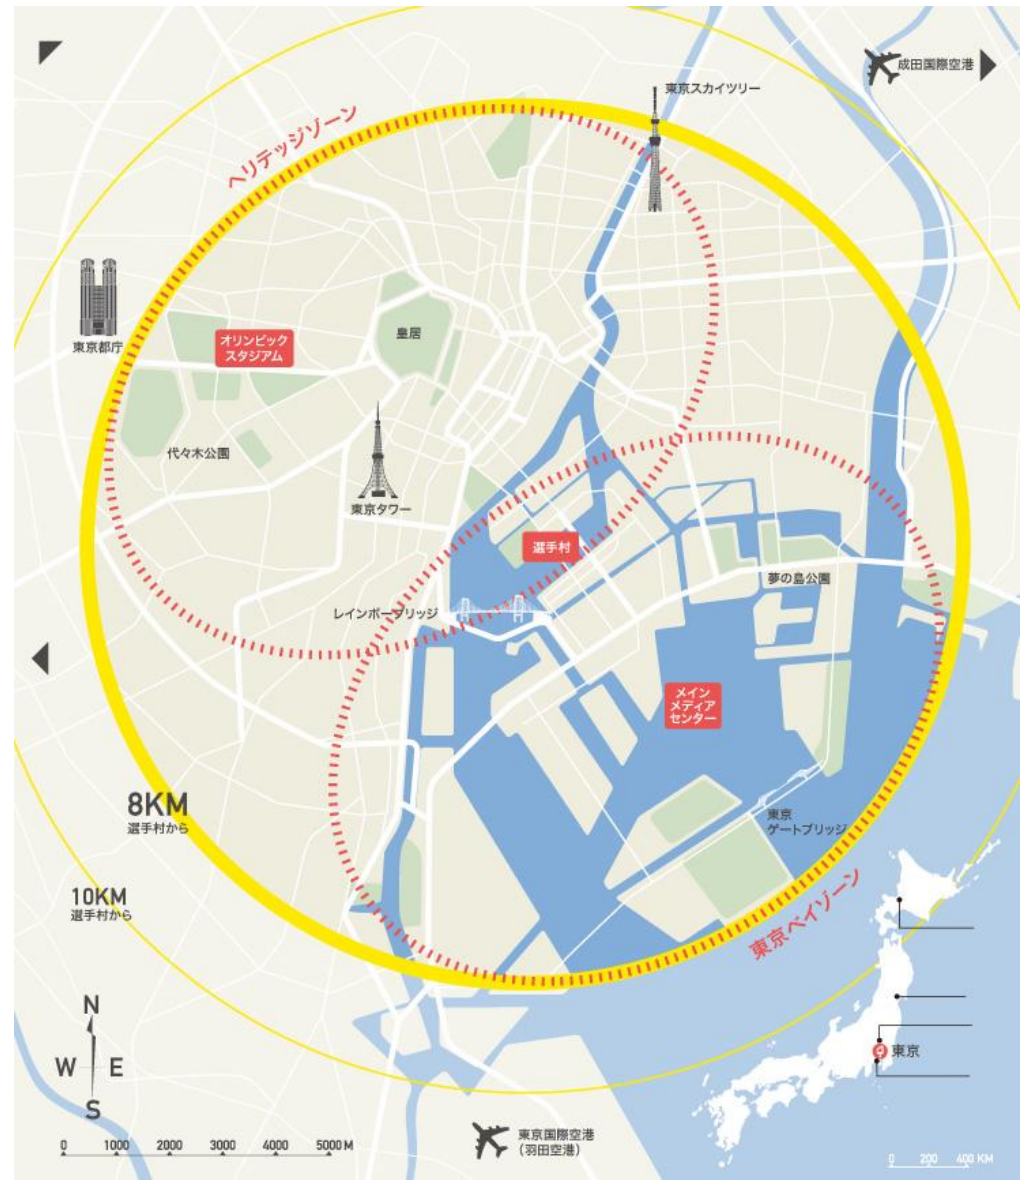 成田国際空港
東京スカイツリー
ヘリテッジゾーン
東京都庁
オリンピック
スタジアム
皇居
代々木公園
東京タワー
選手村
夢の島公園
レインボーブリッジ
メイン
メディア
センター
8KM
選手村から
東京
ゲートブリッジ
10KM
選手村から
東京ベイゾーン
N
W E
S
東京
0 1000 2000 3000 4000 5000 M
東京国際空港
(羽田空港)
0 200 400 KM